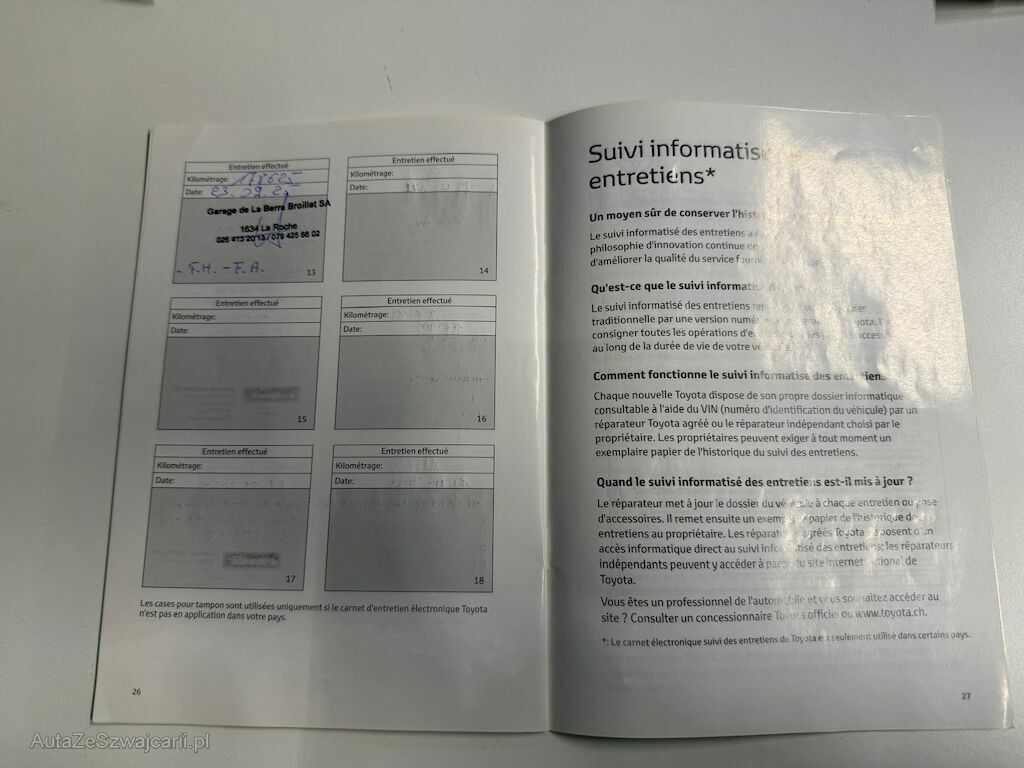 Entretien effectué
Kilométrage: 178625
Date: 23.09.2
Garage de La Berra Broillet SA
1634 La Roche
026 413 20 13 / 079 425 66 02
- F.H. - F.A.
13
Entretien effectué
Kilométrage:
Date:
14
Entretien effectué
Kilométrage:
Date:
15
Entretien effectué
Kilométrage:
Date:
16
Entretien effectué
Kilométrage:
Date:
17
Entretien effectué
Kilométrage:
Date:
18
Les cases pour tampon sont utilisées uniquement si le carnet d'entretien électronique Toyota
n'est pas en application dans votre pays.
26
Suivi informatisé
entretiens*
Un moyen sûr de conserver l'hist
Le suivi informatisé des entretiens a
philosophie d'innovation continue de
d'améliorer la qualité du service fourn
Qu'est-ce que le suivi informatisé
Le suivi informatisé des entretiens
traditionnelle par une version numé
consigner toutes les opérations d'e
au long de la durée de vie de votre
Comment fonctionne le suivi informatisé des entretiens
Chaque nouvelle Toyota dispose de son propre dossier informatique
consultable à l'aide du VIN (numéro d'identification du véhicule) par un
réparateur Toyota agréé ou le réparateur indépendant choisi par le
propriétaire. Les propriétaires peuvent exiger à tout moment un
exemplaire papier de l'historique du suivi des entretiens.
Quand le suivi informatisé des entretiens est-il mis à jour ?
Le réparateur met à jour le dossier du véhicule à chaque entretien ou pose
d'accessoires. Il remet ensuite un exemplaire papier de l'historique des
entretiens au propriétaire. Les réparateurs agréés Toyota disposent d'un
accès informatique direct au suivi informatisé des entretiens; les réparateurs
indépendants peuvent y accéder à partir du site Internet national de
Toyota.
Vous êtes un professionnel de l'automobile et vous souhaitez accéder au
site ? Consulter un concessionnaire Toyota officiel ou www.toyota.ch.
*: Le carnet électronique suivi des entretiens de Toyota est seulement utilisé dans certains pays.
27
AutaZeSzwajcarii.pl